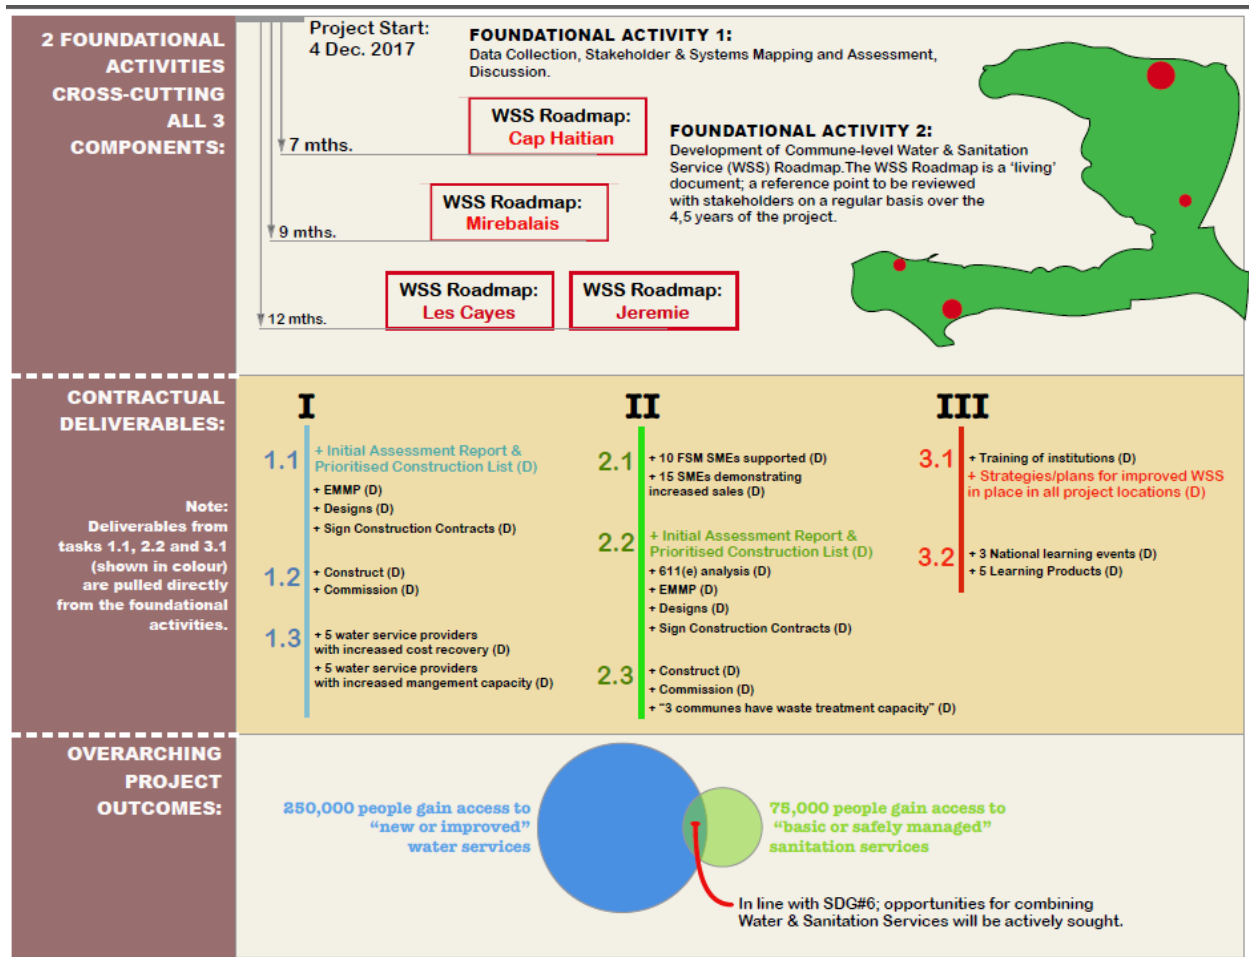 2 FOUNDATIONAL
ACTIVITIES
CROSS-CUTTING
ALL 3
COMPONENTS:
Project Start:
4 Dec. 2017
FOUNDATIONAL ACTIVITY 1:
Data Collection, Stakeholder & Systems Mapping and Assessment,
Discussion.
7 mths.
WSS Roadmap:
Cap Haitian
FOUNDATIONAL ACTIVITY 2:
Development of Commune-level Water & Sanitation
Service (WSS) Roadmap.The WSS Roadmap is a ‘living’
document; a reference point to be reviewed
with stakeholders on a regular basis over the
4,5 years of the project.
9 mths.
WSS Roadmap:
Mirebalais
12 mths.
WSS Roadmap:
Les Cayes
WSS Roadmap:
Jeremie
CONTRACTUAL
DELIVERABLES:
Note:
Deliverables from
tasks 1.1, 2.2 and 3.1
(shown in colour)
are pulled directly
from the foundational
activities.
I
1.1
+ Initial Assessment Report &
Prioritised Construction List (D)
+ EMMP (D)
+ Designs (D)
+ Sign Construction Contracts (D)
1.2
+ Construct (D)
+ Commission (D)
1.3
+ 5 water service providers
with increased cost recovery (D)
+ 5 water service providers
with increased mangement capacity (D)
II
2.1
+ 10 FSM SMEs supported (D)
+ 15 SMEs demonstrating
increased sales (D)
2.2
+ Initial Assessment Report &
Prioritised Construction List (D)
+ 611(e) analysis (D)
+ EMMP (D)
+ Designs (D)
+ Sign Construction Contracts (D)
2.3
+ Construct (D)
+ Commission (D)
+ “3 communes have waste treatment capacity” (D)
III
3.1
+ Training of institutions (D)
+ Strategies/plans for improved WSS
in place in all project locations (D)
3.2
+ 3 National learning events (D)
+ 5 Learning Products (D)
OVERARCHING
PROJECT
OUTCOMES:
250,000 people gain access to
“new or improved”
water services
75,000 people gain access to
“basic or safely managed”
sanitation services
In line with SDG#6; opportunities for combining
Water & Sanitation Services will be actively sought.